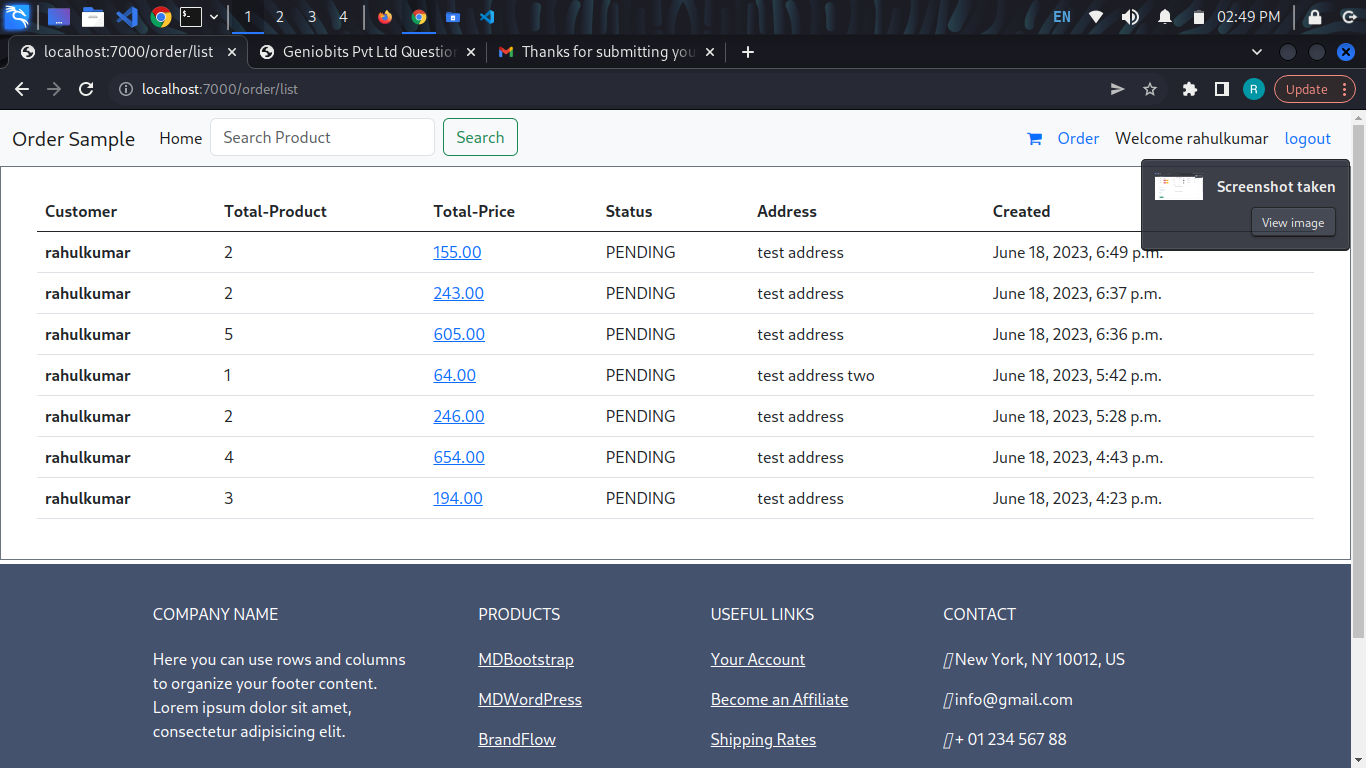 1 2 3 4 EN 02:49 PM
localhost:7000/order/list Geniobits Pvt Ltd Question Thanks for submitting you
localhost:7000/order/list R Update
Order Sample Home Search Product Search Order Welcome rahulkumar logout
Screenshot taken
View image
Customer Total-Product Total-Price Status Address Created
rahulkumar 2 155.00 PENDING test address June 18, 2023, 6:49 p.m.
rahulkumar 2 243.00 PENDING test address June 18, 2023, 6:37 p.m.
rahulkumar 5 605.00 PENDING test address June 18, 2023, 6:36 p.m.
rahulkumar 1 64.00 PENDING test address two June 18, 2023, 5:42 p.m.
rahulkumar 2 246.00 PENDING test address June 18, 2023, 5:28 p.m.
rahulkumar 4 654.00 PENDING test address June 18, 2023, 4:43 p.m.
rahulkumar 3 194.00 PENDING test address June 18, 2023, 4:23 p.m.
COMPANY NAME PRODUCTS USEFUL LINKS CONTACT
Here you can use rows and columns MDBootstrap Your Account New York, NY 10012, US
to organize your footer content.
Lorem ipsum dolor sit amet, MDWordPress Become an Affiliate info@gmail.com
consectetur adipisicing elit. BrandFlow Shipping Rates + 01 234 567 88